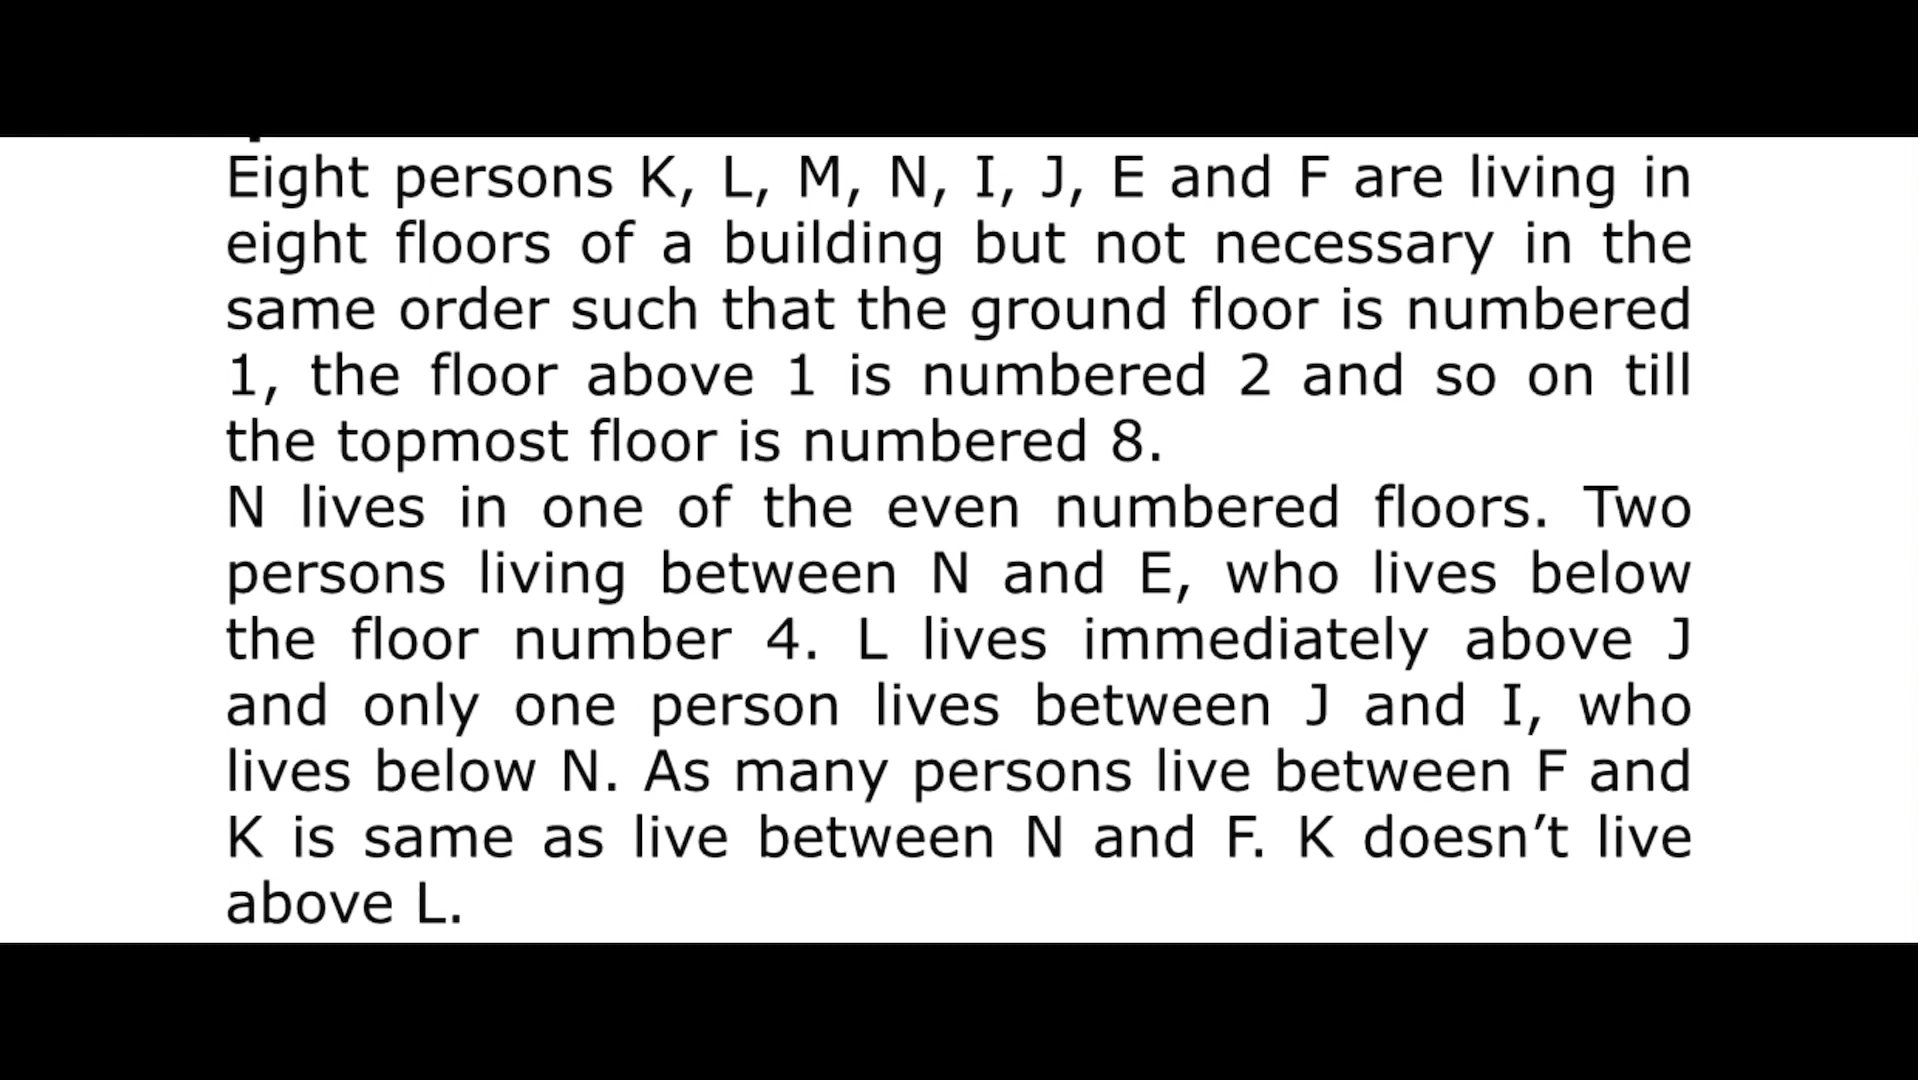 Eight persons K, L, M, N, I, J, E and F are living in
eight floors of a building but not necessary in the
same order such that the ground floor is numbered
1, the floor above 1 is numbered 2 and so on till
the topmost floor is numbered 8.
N lives in one of the even numbered floors. Two
persons living between N and E, who lives below
the floor number 4. L lives immediately above J
and only one person lives between J and I, who
lives below N. As many persons live between F and
K is same as live between N and F. K doesn’t live
above L.